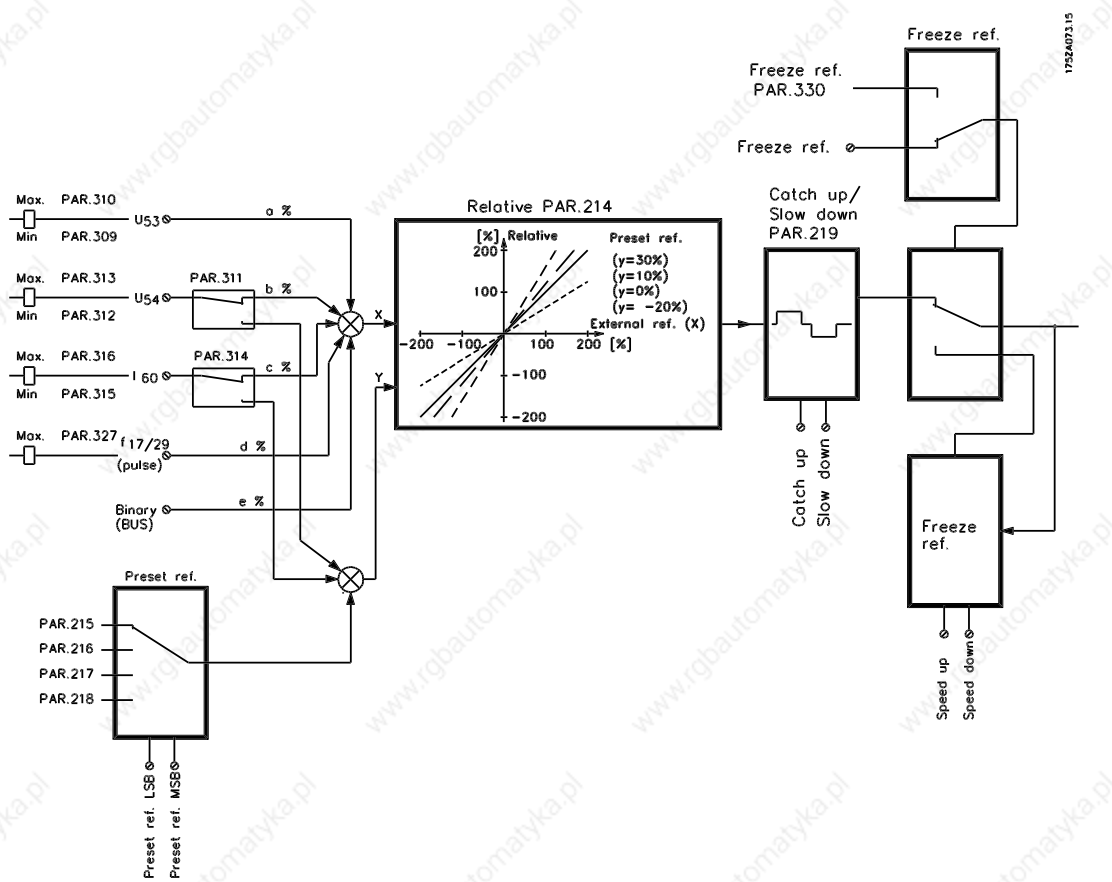 1752A073.15
Freeze ref.
Freeze ref.
PAR.330
Freeze ref.
Catch up/
Slow down
PAR.219
Max. PAR.310
U53
Min PAR.309
a %
Max. PAR.313
U54
Min PAR.312
PAR.311
b %
Max. PAR.316
I 60
Min PAR.315
PAR.314
c %
Max. PAR.327
f 17/29
(pulse)
d %
Binary
(BUS)
e %
X
Y
Relative PAR.214
[%] Relative
200
100
-200 -100 100 200
-100
-200
Preset ref.
(y=30%)
(y=10%)
(y=0%)
(y= -20%)
External ref. (X)
[%]
Catch up
Slow down
Freeze
ref.
Speed up
Speed down
Preset ref.
PAR.215
PAR.216
PAR.217
PAR.218
Preset ref. LSB
Preset ref. MSB
www.rgbautomatyka.pl